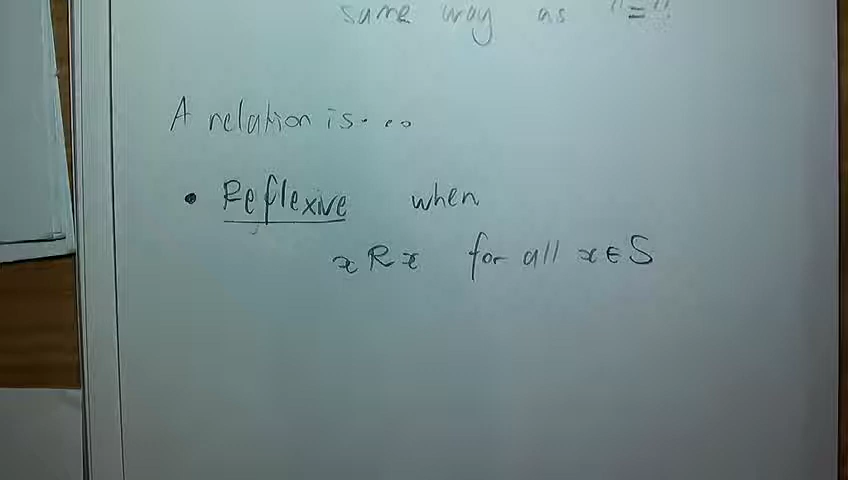 same way as "="
A relation is...
• Reflexive when
x R x for all x ∈ S